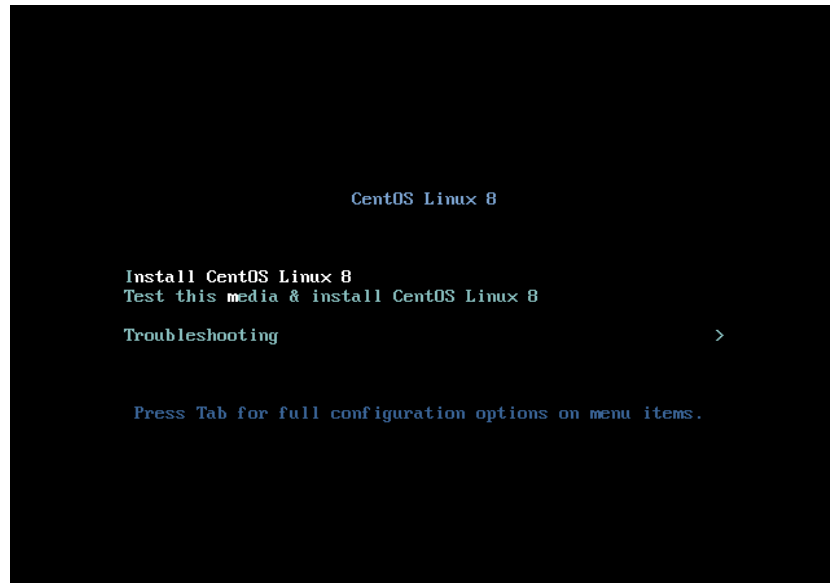 CentOS Linux 8
Install CentOS Linux 8
Test this media & install CentOS Linux 8
Troubleshooting >
Press Tab for full configuration options on menu items.